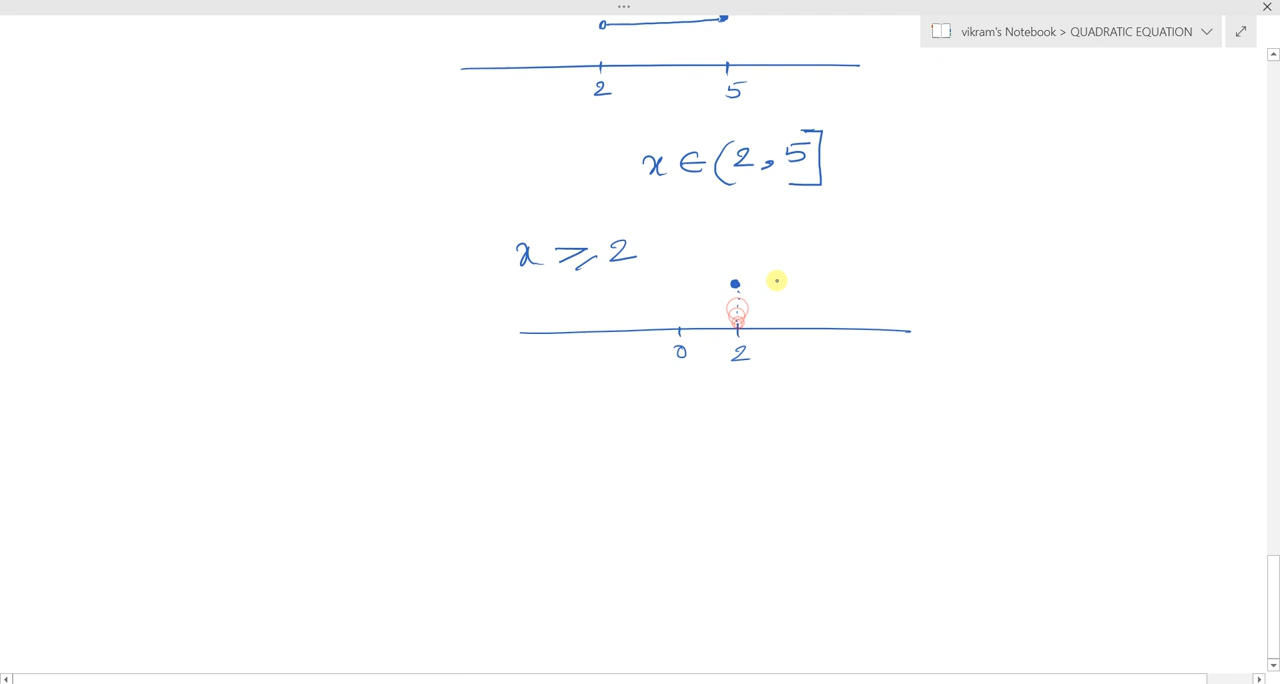 vikram's Notebook > QUADRATIC EQUATION
2 5
x ∈ (2, 5]
x ⩾ 2
0 2